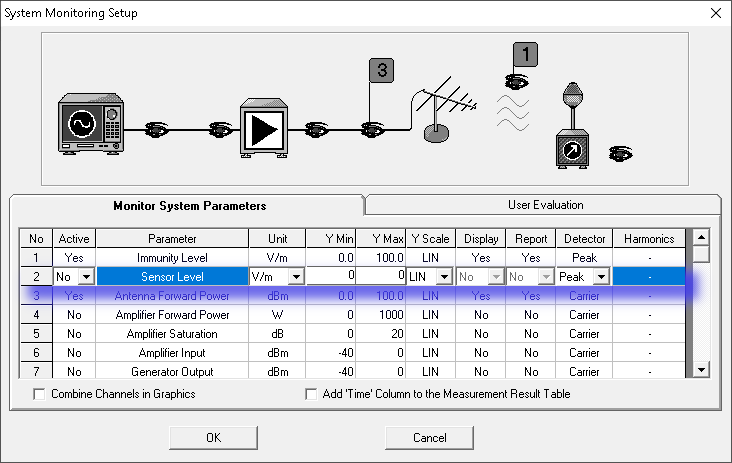 System Monitoring Setup
3
1
Monitor System Parameters
User Evaluation
No Active Parameter Unit Y Min Y Max Y Scale Display Report Detector Harmonics
1 Yes Immunity Level V/m 0.0 100.0 LIN Yes Yes Peak -
2 No Sensor Level V/m 0 0 LIN No No Peak -
3 Yes Antenna Forward Power dBm 0.0 100.0 LIN Yes Yes Carrier -
4 No Amplifier Forward Power W 0 1000 LIN No No Carrier -
5 No Amplifier Saturation dB 0 20 LIN No No Carrier -
6 No Amplifier Input dBm -40 0 LIN No No Carrier -
7 No Generator Output dBm -40 0 LIN No No Carrier -
Combine Channels in Graphics
Add 'Time' Column to the Measurement Result Table
OK
Cancel